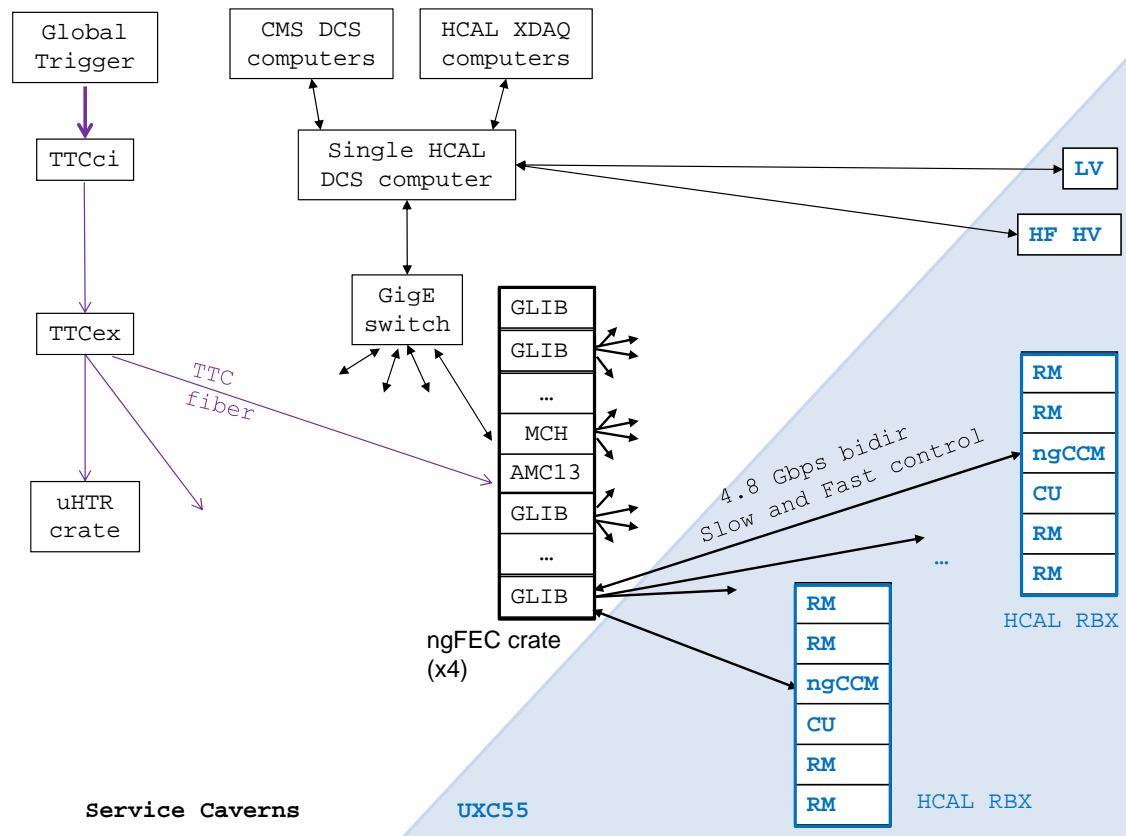 Global
Trigger
CMS DCS
computers
HCAL XDAQ
computers
TTCci
Single HCAL
DCS computer
LV
HF HV
GigE
switch
TTCex
TTC
fiber
uHTR
crate
GLIB
GLIB
…
MCH
AMC13
GLIB
…
GLIB
ngFEC crate
(x4)
4.8 Gbps bidir
Slow and Fast control
RM
RM
ngCCM
CU
RM
RM
HCAL RBX
…
RM
RM
ngCCM
CU
RM
RM
HCAL RBX
Service Caverns
UXC55